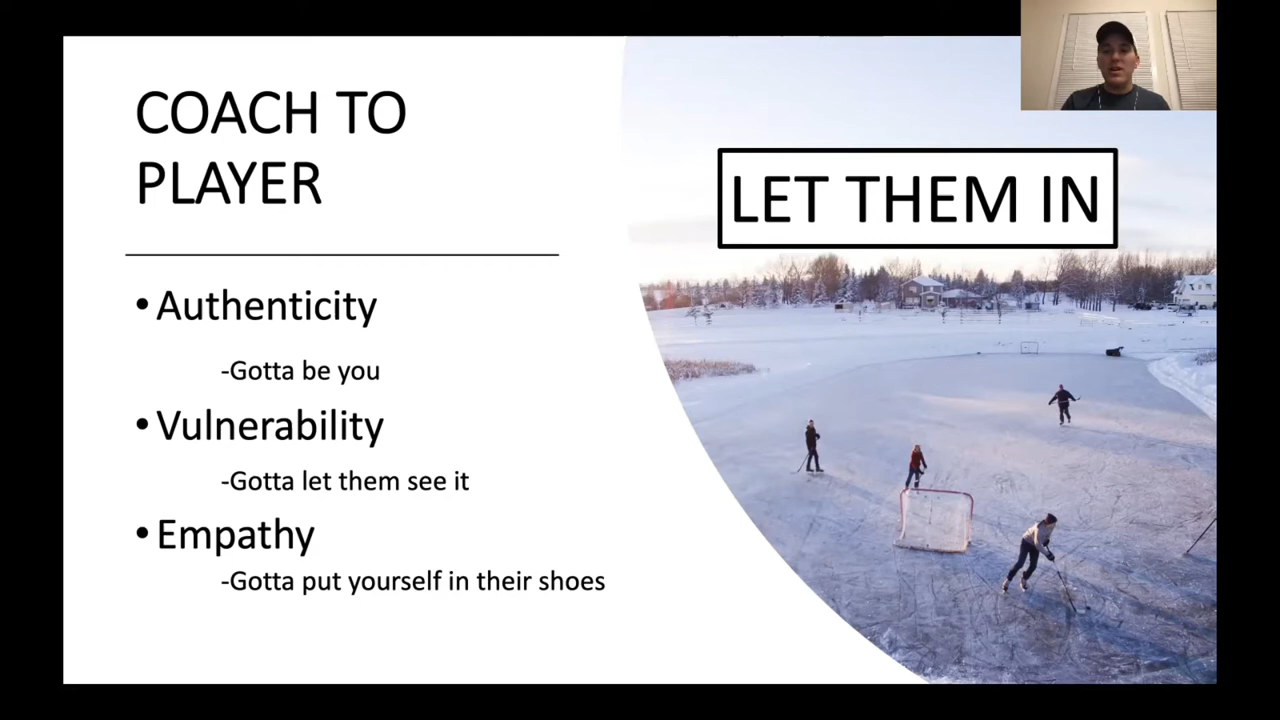 COACH TO
PLAYER
• Authenticity
-Gotta be you
• Vulnerability
-Gotta let them see it
• Empathy
-Gotta put yourself in their shoes
LET THEM IN